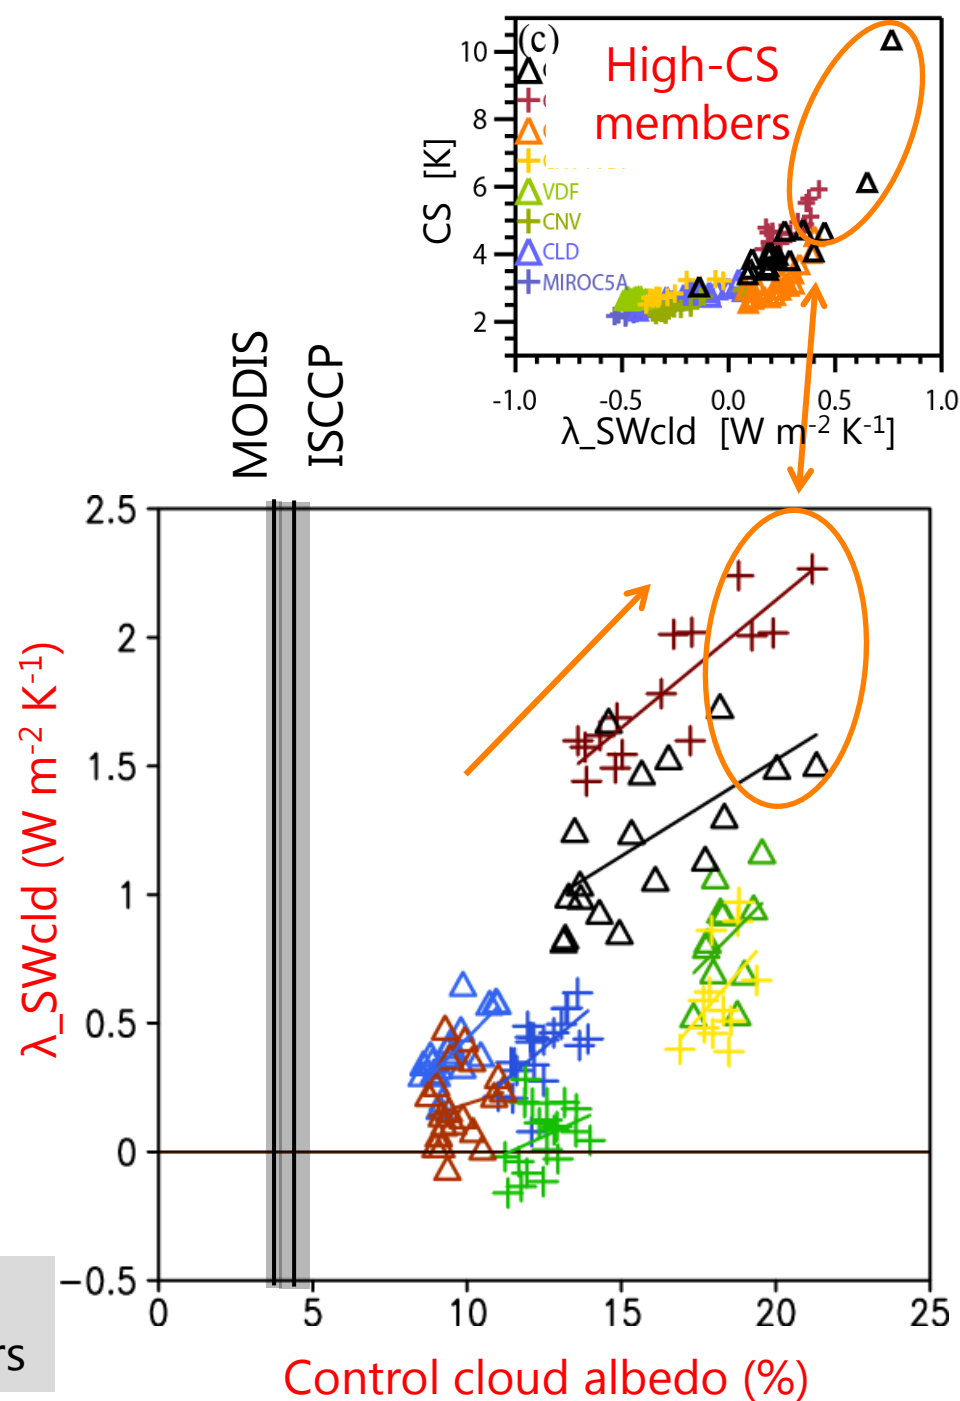 (c)
High-CS
members
10
8
6
4
2
CS [K]
VDF
CNV
CLD
MIROC5A
-1.0 -0.5 0.0 0.5 1.0
λ_SWcld [W m-2 K-1]
MODIS
ISCCP
2.5
2
1.5
1
0.5
0
−0.5
λ_SWcld (W m-2 K-1)
0 5 10 15 20 25
Control cloud albedo (%)
rs